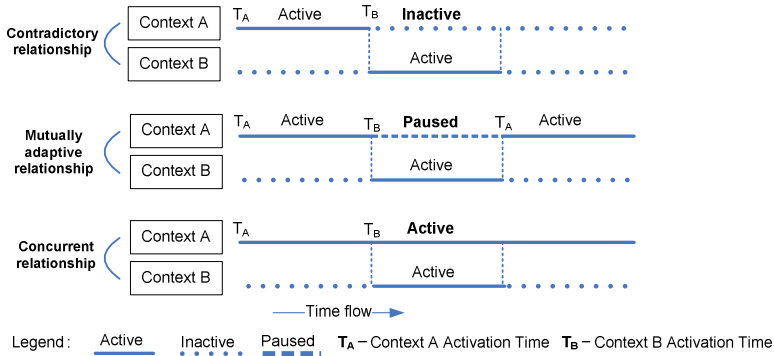 Contradictory relationship
Context A
Context B
T_A Active T_B Inactive
Active
Mutually adaptive relationship
Context A
Context B
T_A Active T_B Paused T_A Active
Active
Concurrent relationship
Context A
Context B
T_A T_B Active
Active
Time flow
Legend : Active Inactive Paused T_A – Context A Activation Time T_B – Context B Activation Time